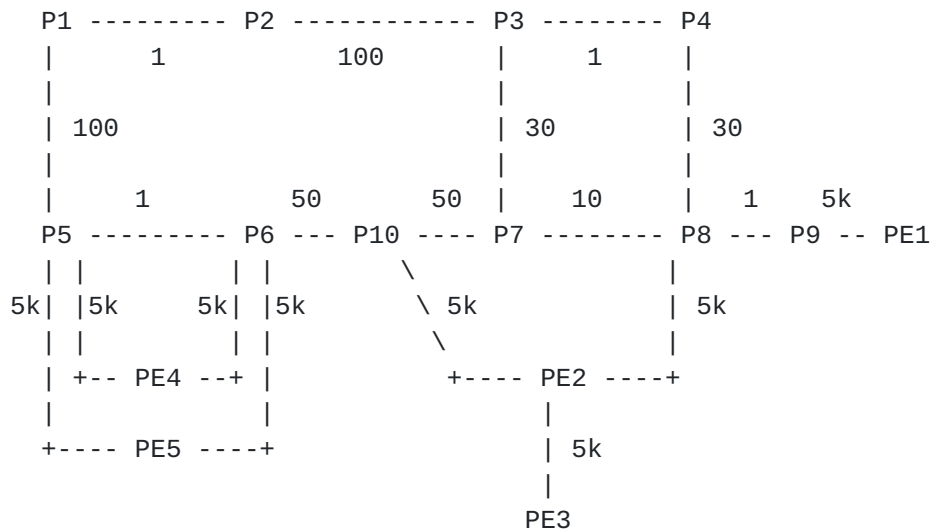 P1 --------- P2 ------------- P3 -------- P4
|      1           100        |     1     |
|                             |           |
| 100                         | 30        | 30
|                             |           |
|     1         50       50   |    10     |   1    5k
P5 --------- P6 --- P10 ---- P7 -------- P8 --- P9 -- PE1
| |         | |        \                |
5k| |5k     5k| |5k       \ 5k            | 5k
| |         | |          \              |
| +-- PE4 --+ |           +---- PE2 ----+
|             |                 |
+---- PE5 ----+                 | 5k
|
PE3